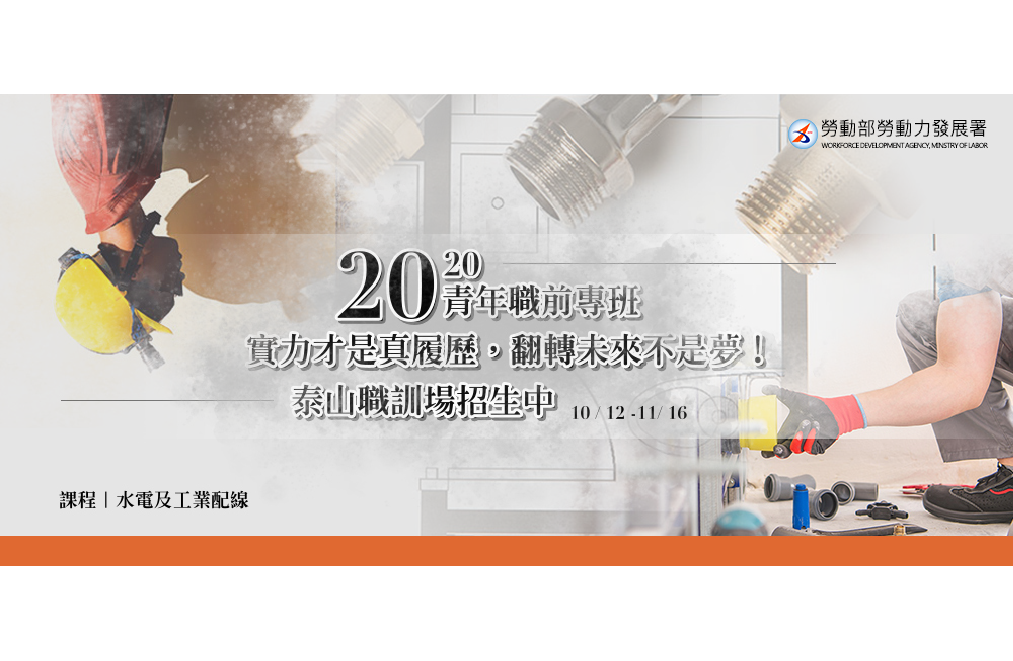 勞動部勞動力發展署
WORKFORCE DEVELOPMENT AGENCY, MINSTRY OF LABOR
2020
青年職前專班
實力才是真履歷，翻轉未來不是夢！
泰山職訓場招生中 10 / 12 -11/ 16
課程｜水電及工業配線